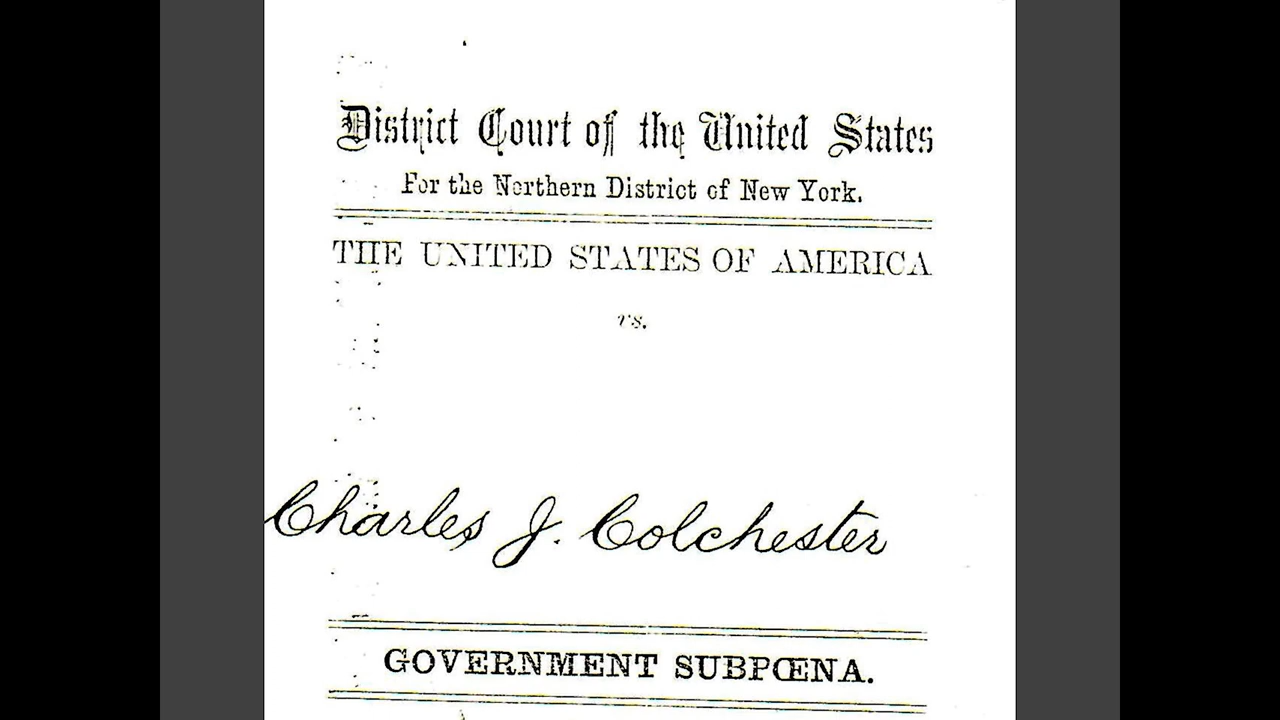 District Court of the United States
For the Northern District of New York.
THE UNITED STATES OF AMERICA
vs.
Charles J. Colchester
GOVERNMENT SUBPŒNA.